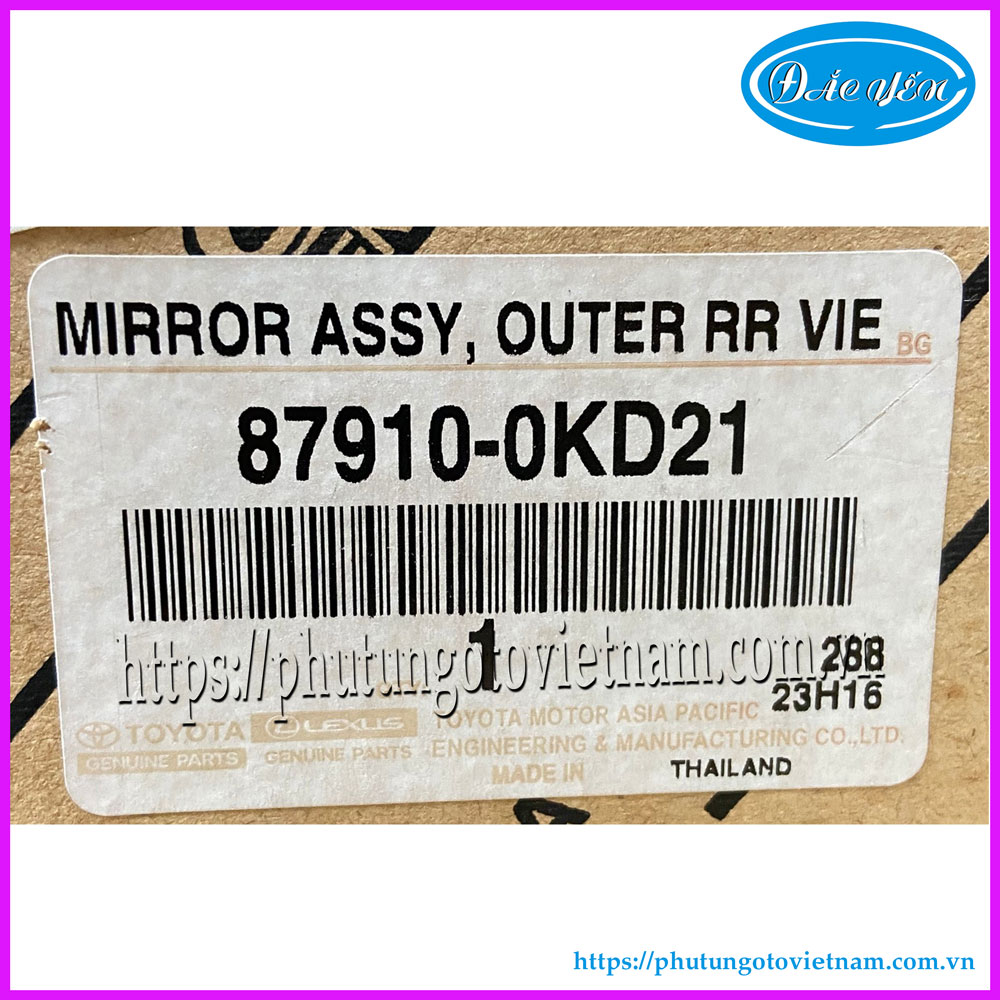 ĐẮC YẾN
MIRROR ASSY, OUTER RR VIE BG
87910-0KD21
1
https://phutungotovietnam.com.vn
288
23H16
TOYOTA
GENUINE PARTS
LEXUS
GENUINE PARTS
TOYOTA MOTOR ASIA PACIFIC
ENGINEERING & MANUFACTURING CO.,LTD.
MADE IN THAILAND
https://phutungotovietnam.com.vn